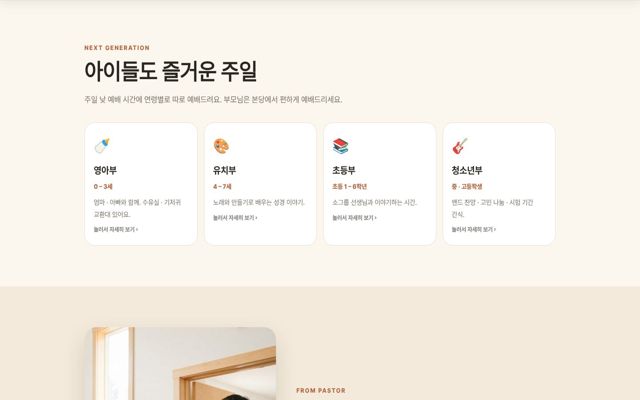 NEXT GENERATION
아이들도 즐거운 주일
주일 낮 예배 시간에 연령별로 따로 예배드려요. 부모님은 본당에서 편하게 예배드리세요.
영아부
0–3세
엄마 · 아빠와 함께. 수유실 · 기저귀
교환대 있어요.
눌러서 자세히 보기 ›
유치부
4–7세
노래와 만들기로 배우는 성경 이야기.
눌러서 자세히 보기 ›
초등부
초등 1–6학년
소그룹 선생님과 이야기하는 시간.
눌러서 자세히 보기 ›
청소년부
중 · 고등학생
밴드 찬양 · 고민 나눔 · 시험 기간
간식.
눌러서 자세히 보기 ›
FROM PASTOR